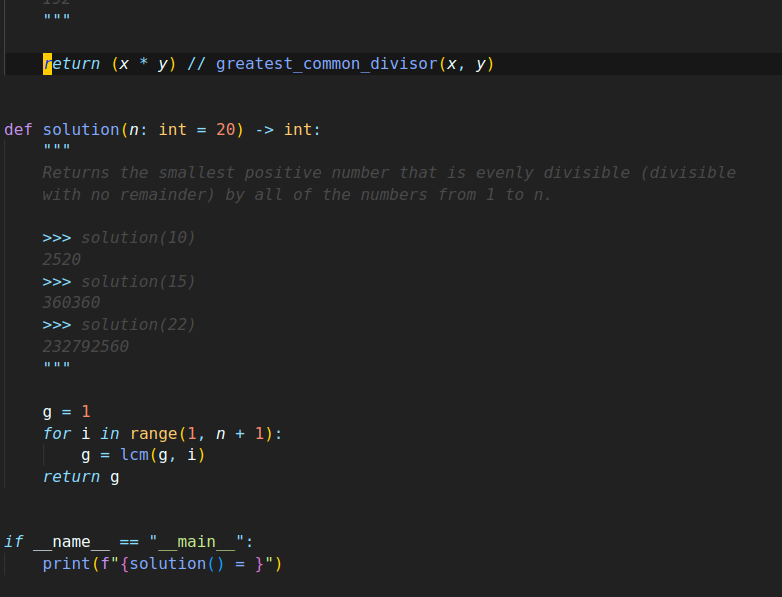 192
"""
return (x * y) // greatest_common_divisor(x, y)
def solution(n: int = 20) -> int:
"""
Returns the smallest positive number that is evenly divisible (divisible
with no remainder) by all of the numbers from 1 to n.
>>> solution(10)
2520
>>> solution(15)
360360
>>> solution(22)
232792560
"""
g = 1
for i in range(1, n + 1):
g = lcm(g, i)
return g
if __name__ == "__main__":
print(f"{solution() = }")